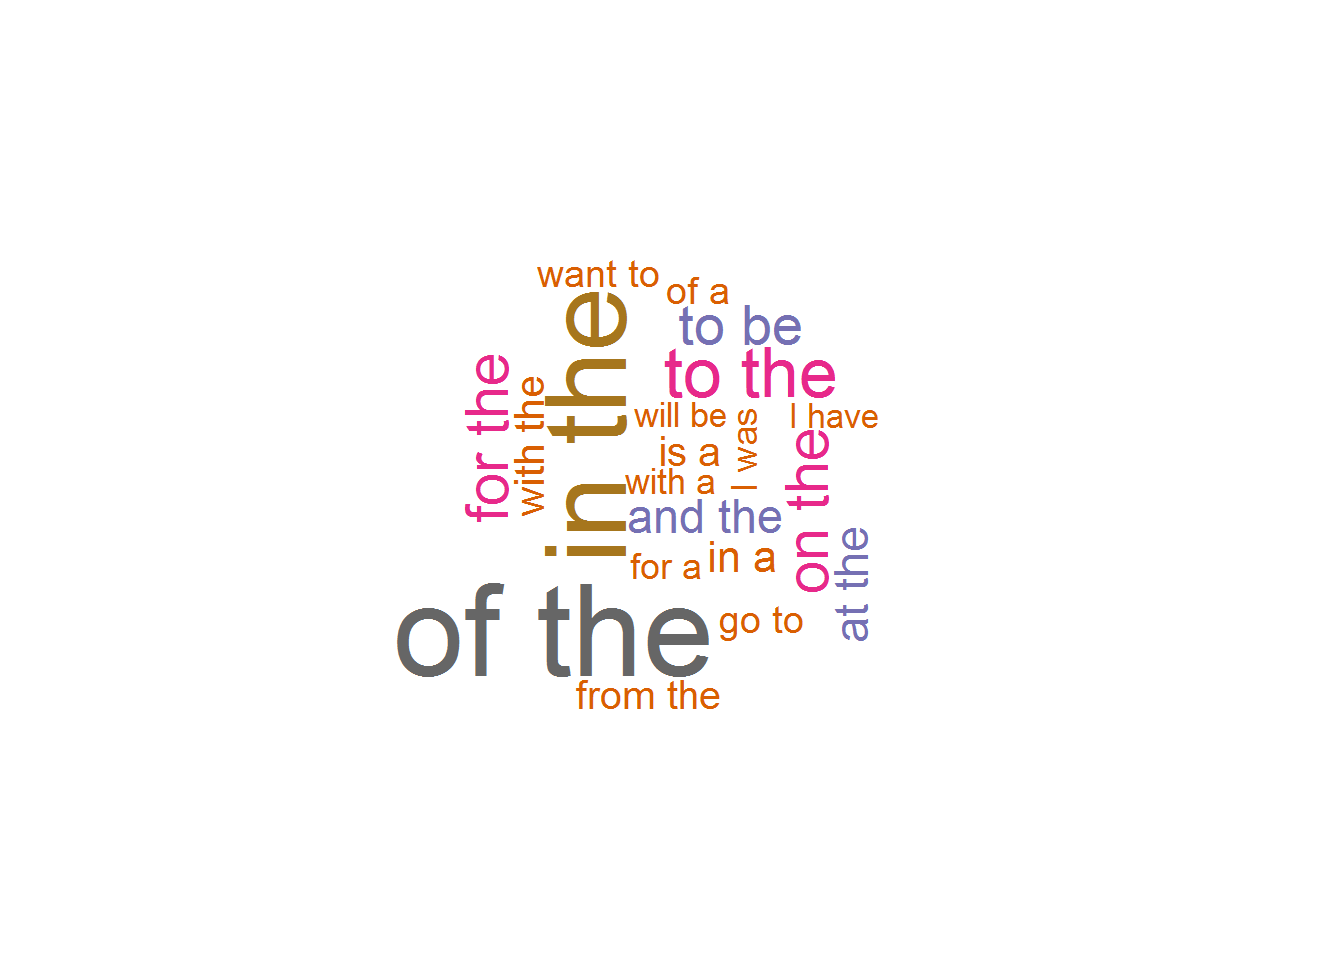 want to
of a
to be
to the
for the
with the
in the
will be
I was
I have
is a
with a
on the
and the
for a
in a
at the
of the
go to
from the